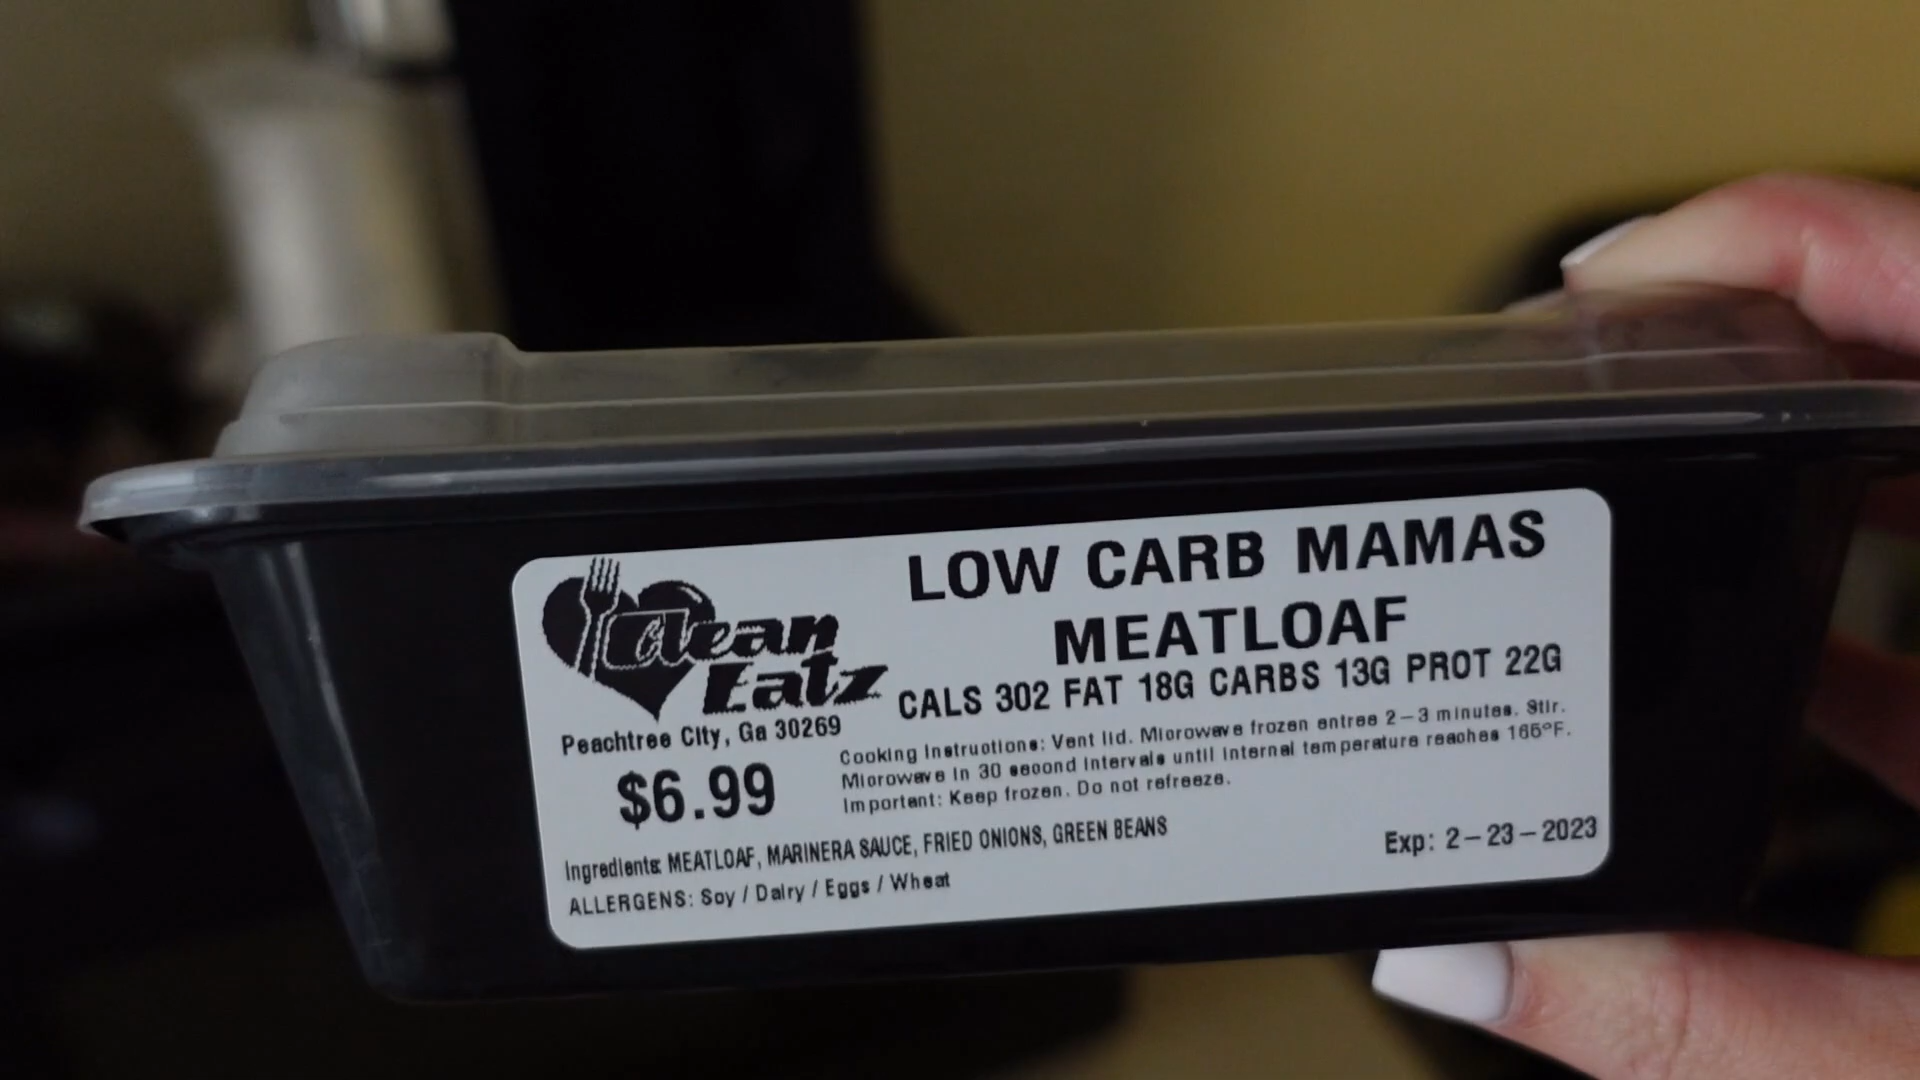 LOW CARB MAMAS
MEATLOAF
CALS 302 FAT 18G CARBS 13G PROT 22G
Clean
Eatz
Peachtree City, Ga 30269
$6.99
Cooking Instructions: Vent lid. Microwave frozen entree 2-3 minutes. Stir.
Microwave in 30 second intervals until internal temperature reaches 165°F.
Important: Keep frozen. Do not refreeze.
Ingredients: MEATLOAF, MARINERA SAUCE, FRIED ONIONS, GREEN BEANS
Exp: 2-23-2023
ALLERGENS: Soy / Dairy / Eggs / Wheat